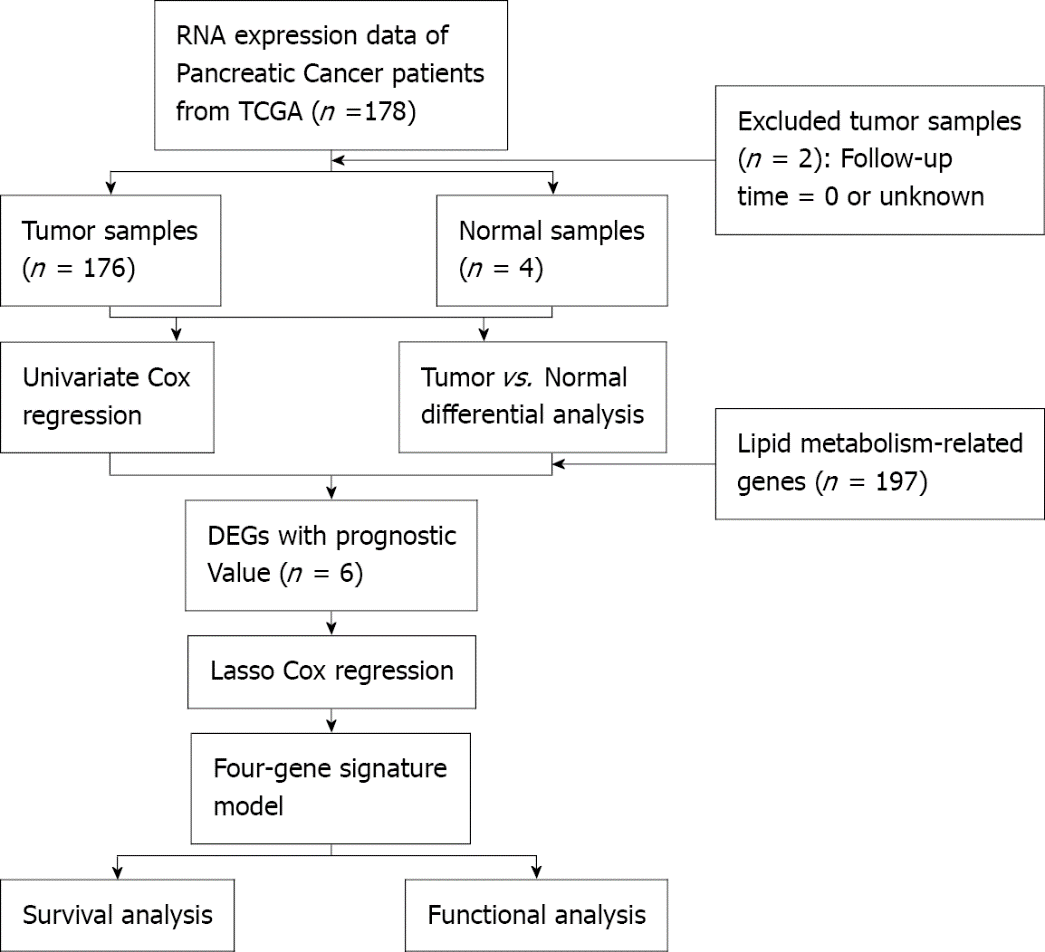 RNA expression data of
Pancreatic Cancer patients
from TCGA (n =178)
Excluded tumor samples
(n = 2): Follow-up
time = 0 or unknown
Tumor samples
(n = 176)
Normal samples
(n = 4)
Univariate Cox
regression
Tumor vs. Normal
differential analysis
Lipid metabolism-related
genes (n = 197)
DEGs with prognostic
Value (n = 6)
Lasso Cox regression
Four-gene signature
model
Survival analysis
Functional analysis